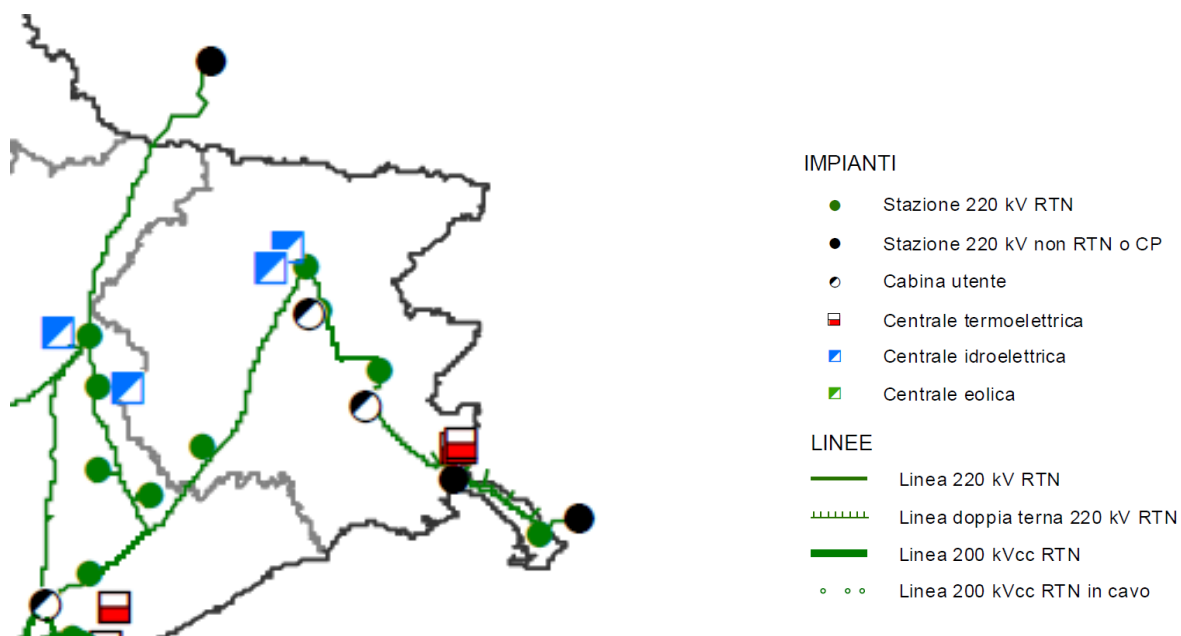 IMPIANTI
Stazione 220 kV RTN
Stazione 220 kV non RTN o CP
Cabina utente
Centrale termoelettrica
Centrale idroelettrica
Centrale eolica
LINEE
Linea 220 kV RTN
Linea doppia terna 220 kV RTN
Linea 200 kVcc RTN
Linea 200 kVcc RTN in cavo